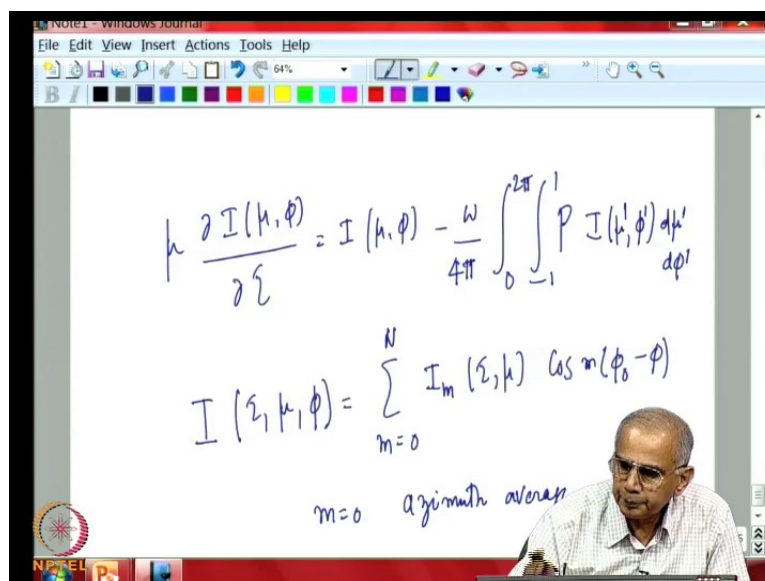 Note1 - Windows Journal
File Edit View Insert Actions Tools Help
64%
B I
μ ∂I(μ,φ)/∂τ = I(μ,φ) - ω/4π ∫₀^2π ∫₋₁^1 P I(μ',φ') dμ' dφ'
I(τ,μ,φ) = Σ_{m=0}^{N} I_m(τ,μ) cos m(φ₀-φ)
m=0 azimuth averag
NPTEL